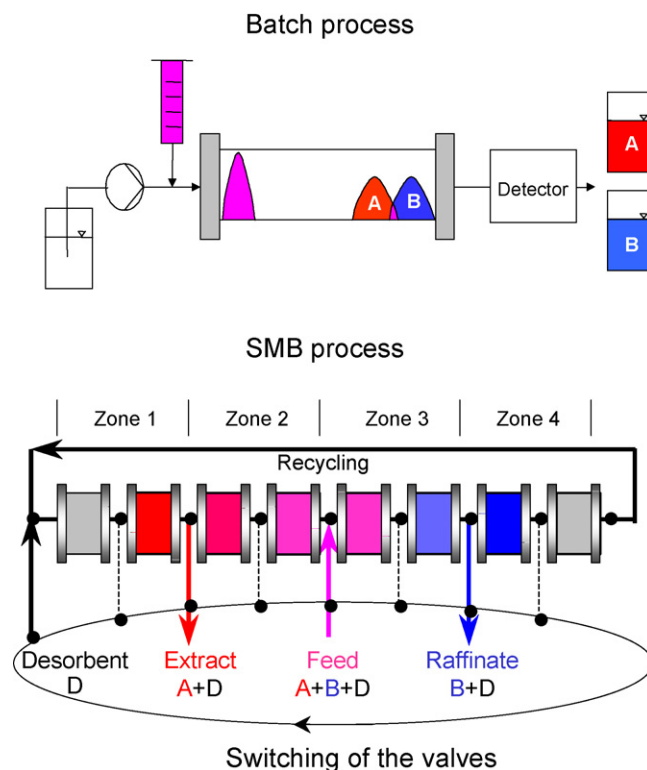 Batch process
A
A B
Detector
B
SMB process
Zone 1 Zone 2 Zone 3 Zone 4
Recycling
Desorbent Extract Feed Raffinate
D A+D A+B+D B+D
Switching of the valves